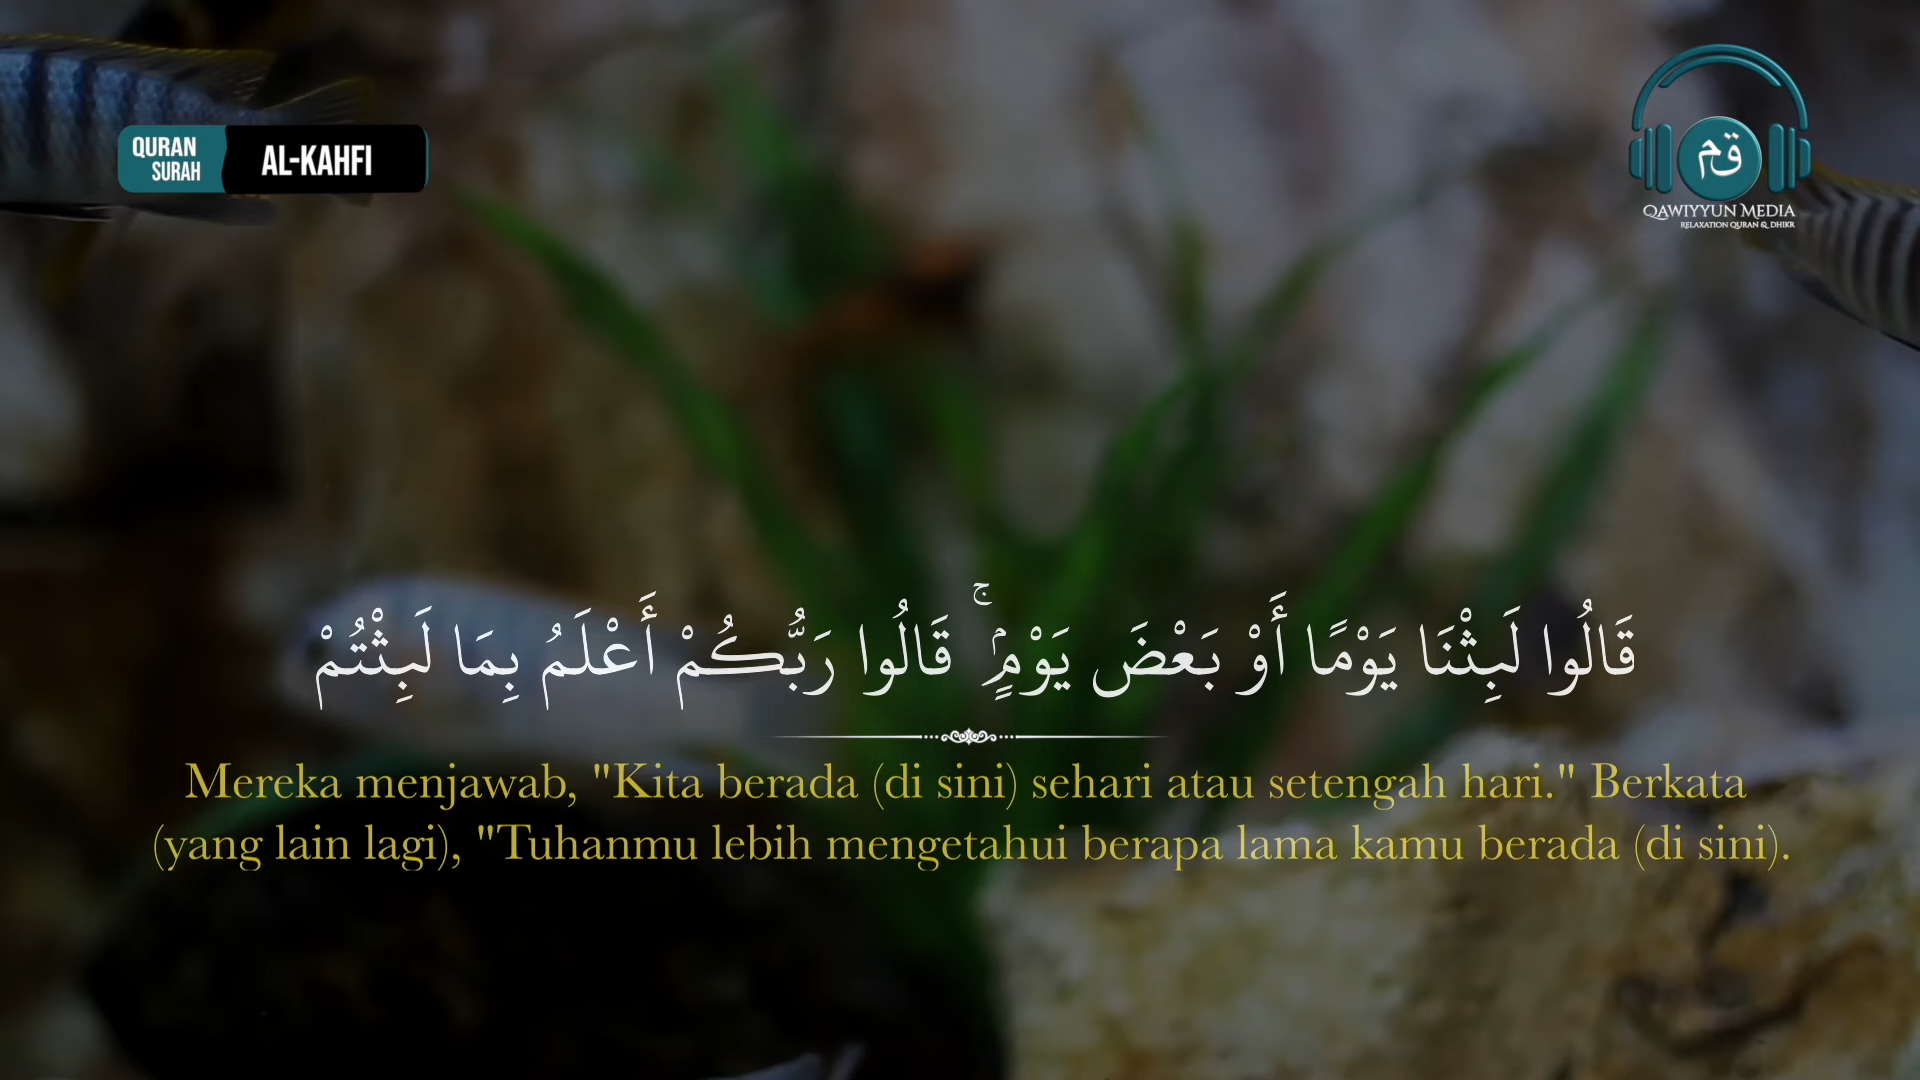 QURAN
SURAH
AL-KAHFI
قم
QAWIYYUN MEDIA
RELAXATION QURAN & DHIKR
قَالُوا لَبِثْنَا يَوْمًا أَوْ بَعْضَ يَوْمٍۢ ۚ قَالُوا رَبُّكُمْ أَعْلَمُ بِمَا لَبِثْتُمْ
Mereka menjawab, "Kita berada (di sini) sehari atau setengah hari." Berkata
(yang lain lagi), "Tuhanmu lebih mengetahui berapa lama kamu berada (di sini).